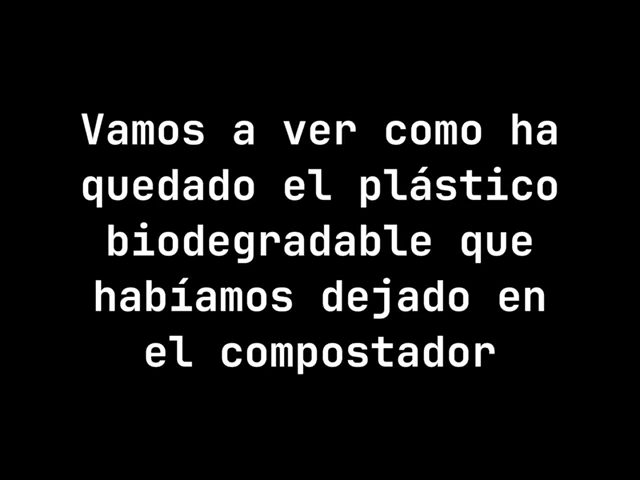 Vamos a ver como ha
quedado el plástico
biodegradable que
habíamos dejado en
el compostador